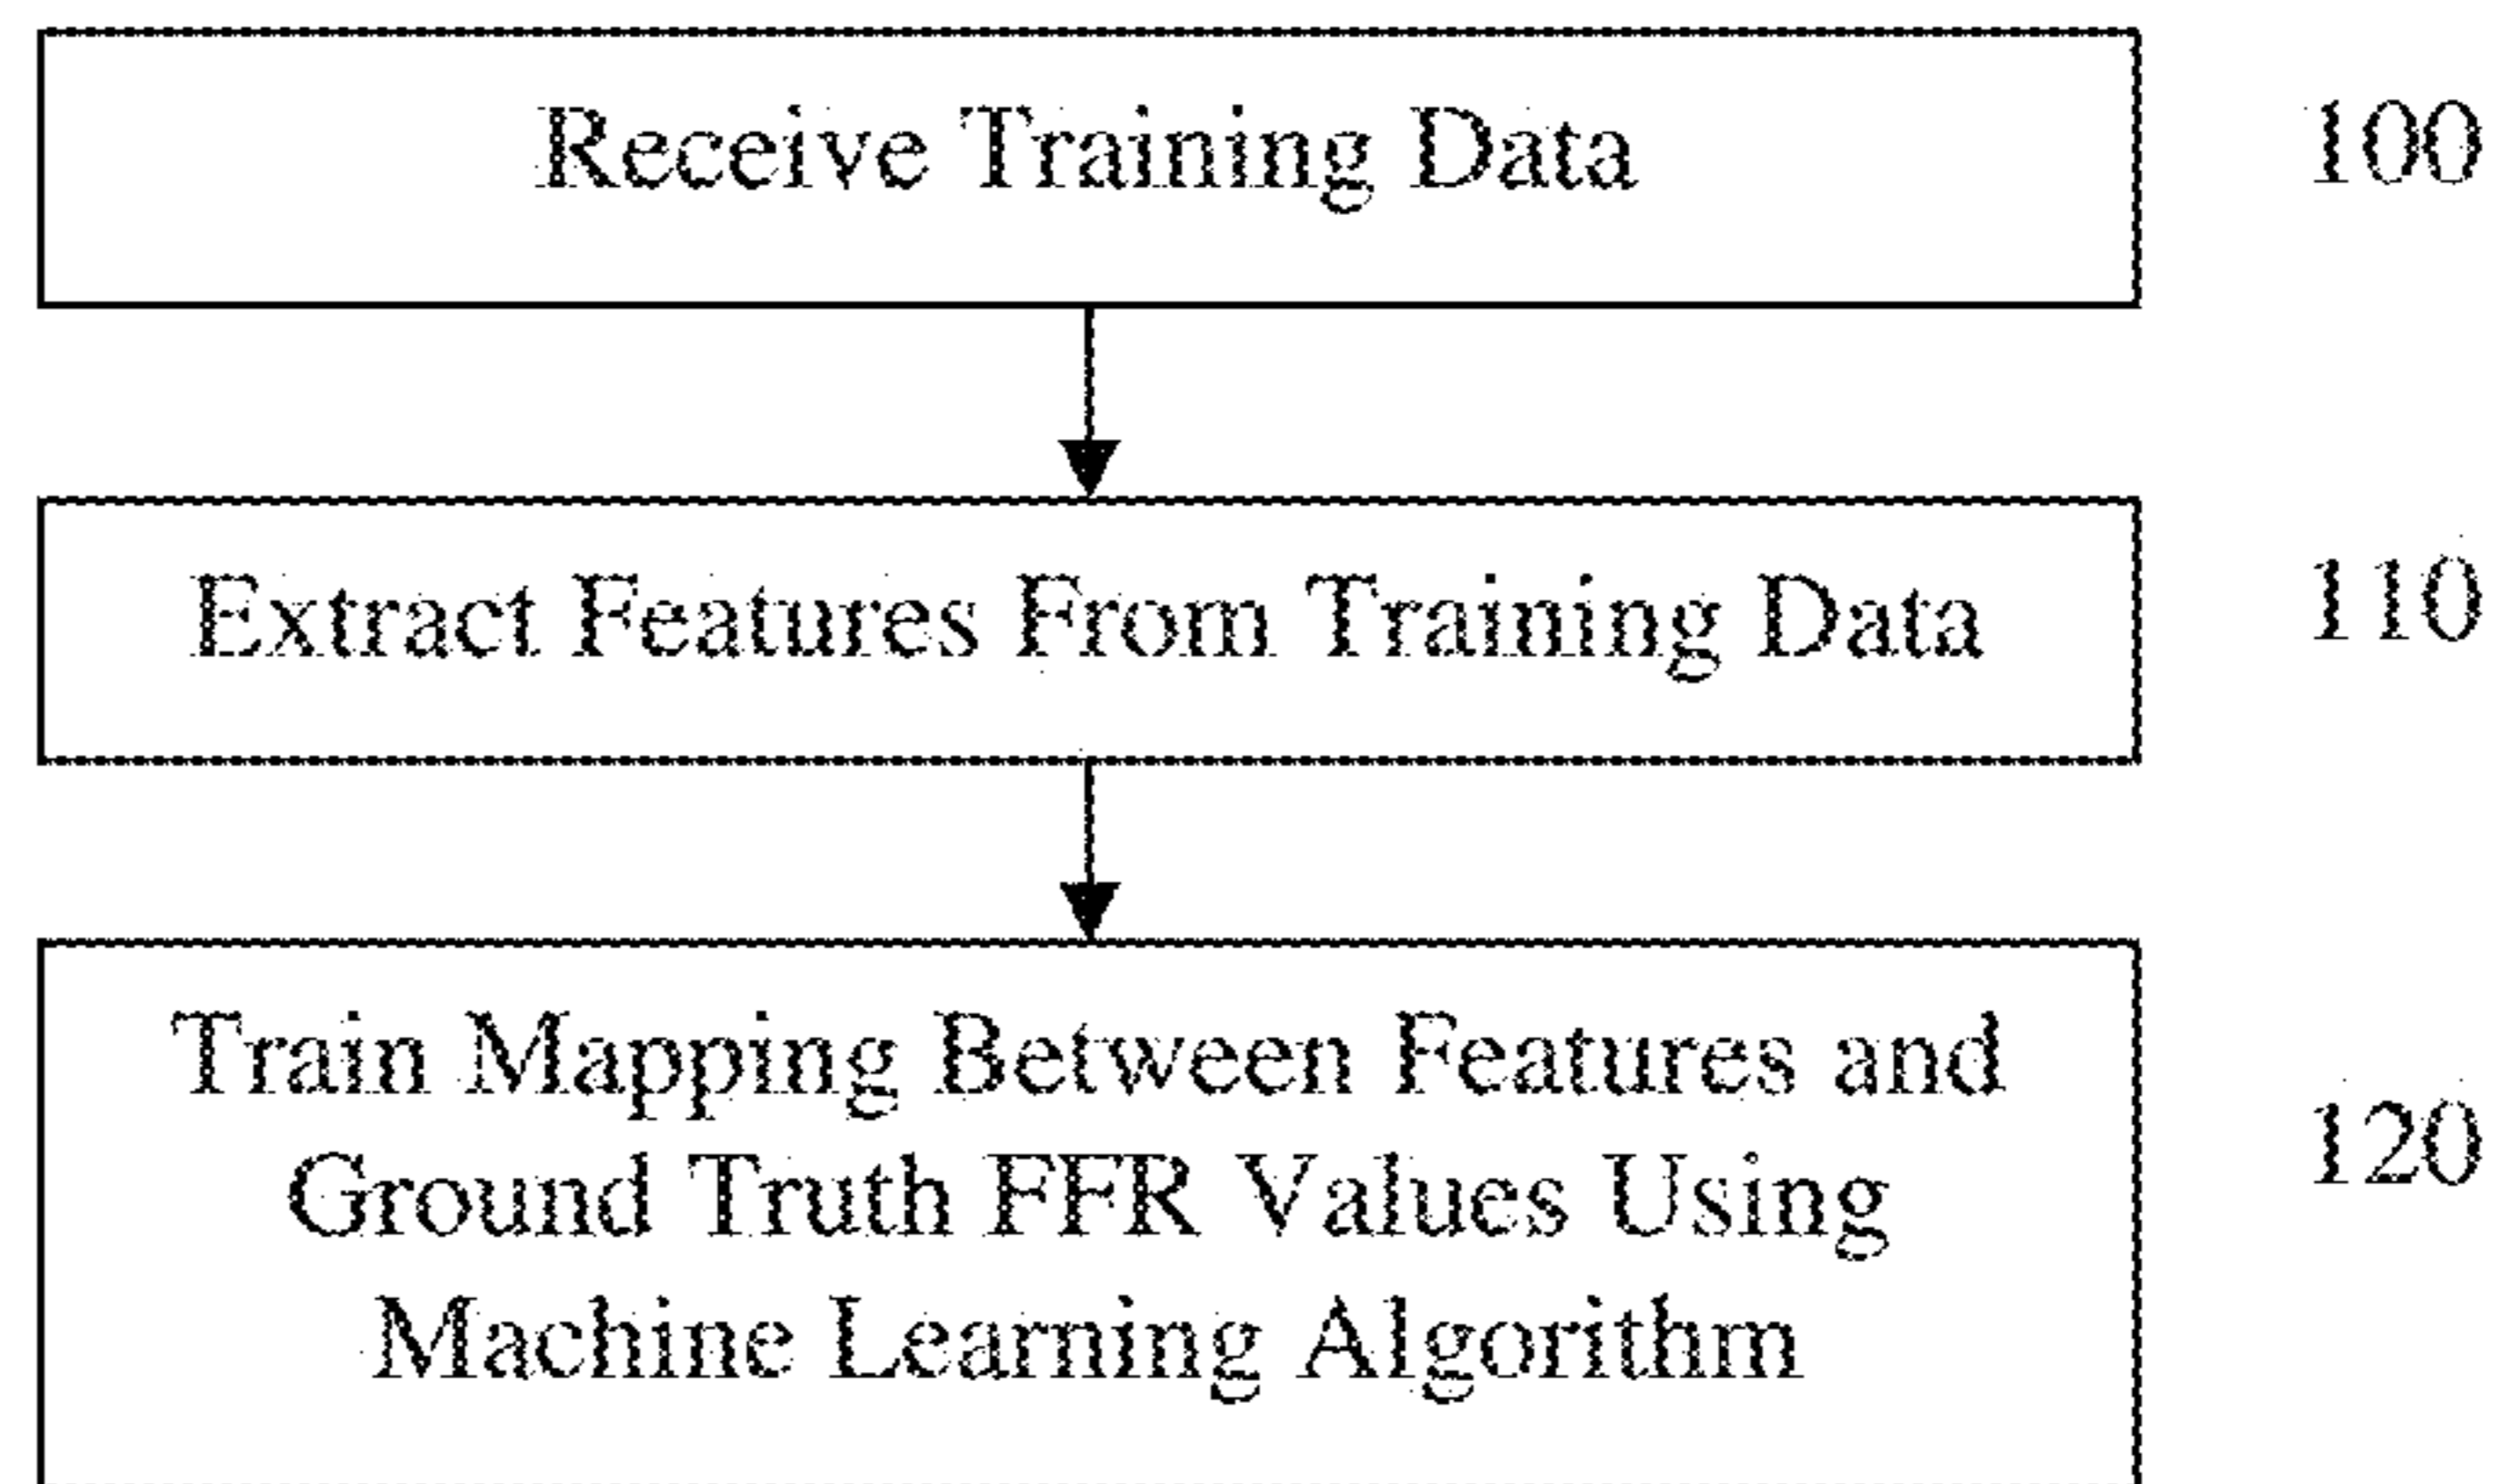 Receive Training Data
100
Extract Features From Training Data
110
Train Mapping Between Features and
Ground Truth FFR Values Using
Machine Learning Algorithm
120